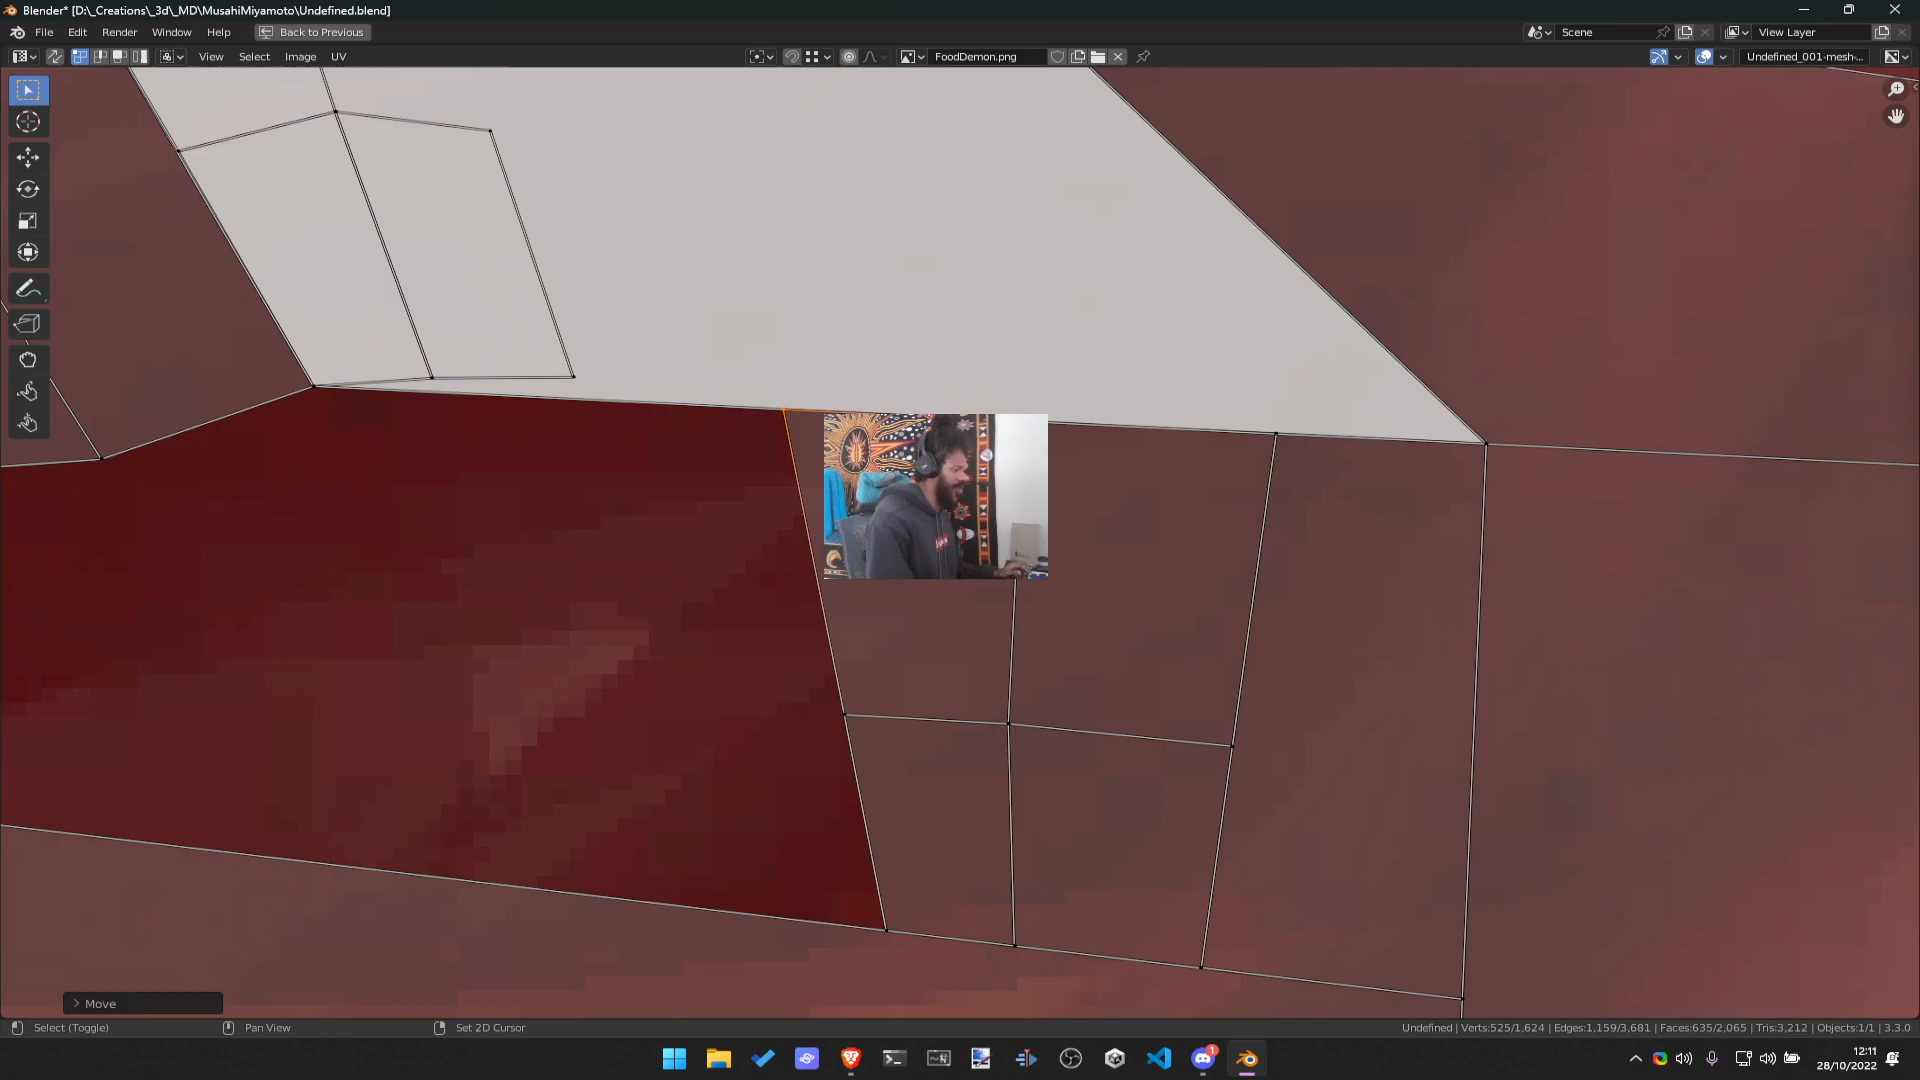 Blender* [D:\_Creations\_3d\_MD\MusahiMiyamoto\Undefined.blend]
File Edit Render Window Help Back to Previous Scene View Layer
View Select Image UV FoodDemon.png Undefined_001-mesh-...
> Move
Select (Toggle) Pan View Set 2D Cursor Undefined | Verts:525/1,624 | Edges:1,159/3,681 | Faces:635/2,065 | Tris:3,212 | Objects:1/1 | 3.3.0
1
12:11
28/10/2022